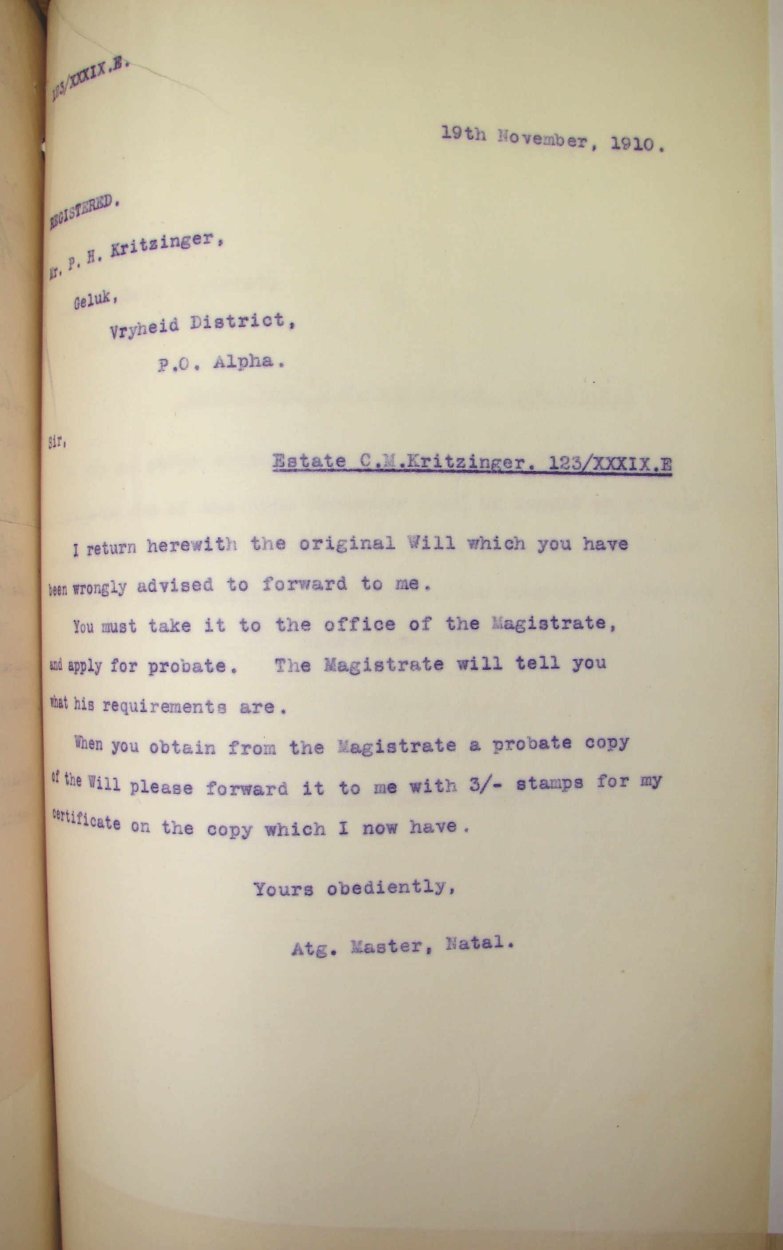 123/XXXIX.E.
19th November, 1910.
REGISTERED.
Mr. P. H. Kritzinger,
Geluk,
Vryheid District,
P.O. Alpha.
Sir,
Estate C.M.Kritzinger. 123/XXXIX.E
I return herewith the original Will which you have
been wrongly advised to forward to me.
You must take it to the office of the Magistrate,
and apply for probate. The Magistrate will tell you
what his requirements are.
When you obtain from the Magistrate a probate copy
of the Will please forward it to me with 3/- stamps for my
certificate on the copy which I now have.
Yours obediently,
Atg. Master, Natal.